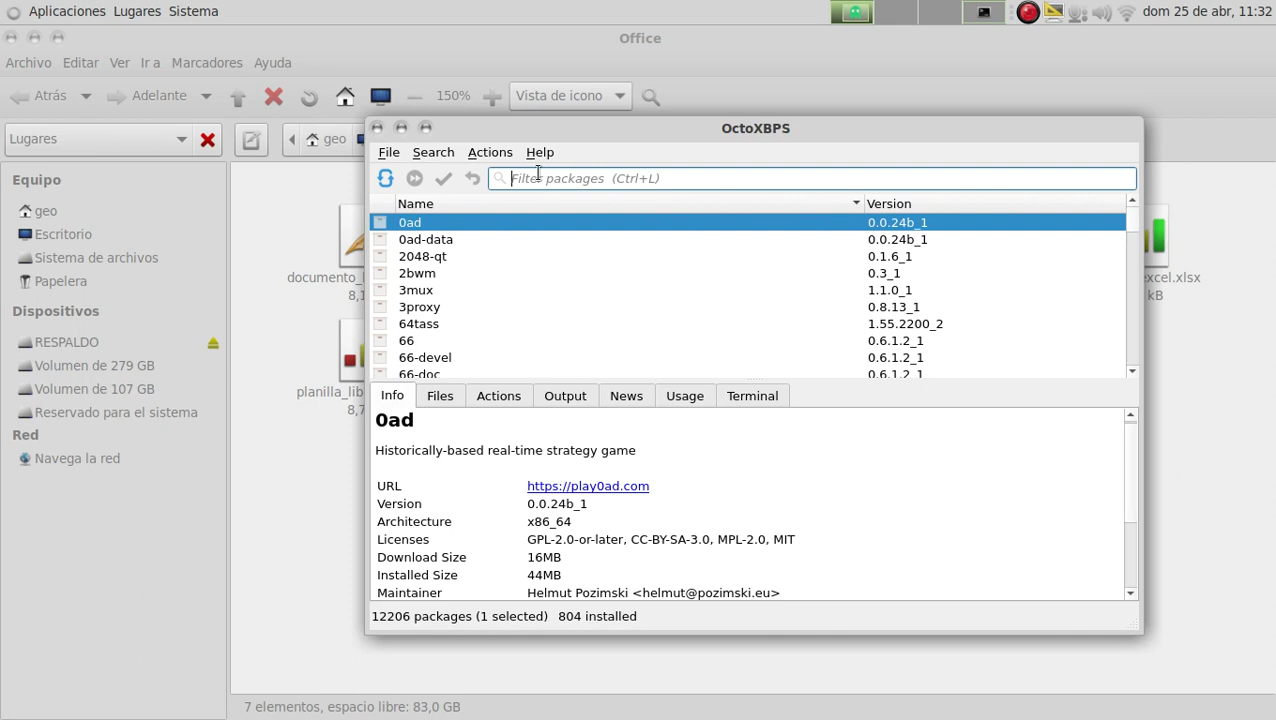 Aplicaciones Lugares Sistema
dom 25 de abr, 11:32
Office
Archivo Editar Ver Ir a Marcadores Ayuda
Atrás Adelante 150% Vista de icono
Lugares
geo
Equipo
geo
Escritorio
Sistema de archivos
Papelera
Dispositivos
RESPALDO
Volumen de 279 GB
Volumen de 107 GB
Reservado para el sistema
Red
Navega la red
documento_
8,
planilla_lib
8,7
excel.xlsx
kB
7 elementos, espacio libre: 83,0 GB
OctoXBPS
File Search Actions Help
Filter packages (Ctrl+L)
Name Version
0ad 0.0.24b_1
0ad-data 0.0.24b_1
2048-qt 0.1.6_1
2bwm 0.3_1
3mux 1.1.0_1
3proxy 0.8.13_1
64tass 1.55.2200_2
66 0.6.1.2_1
66-devel 0.6.1.2_1
66-doc 0.6.1.2_1
Info Files Actions Output News Usage Terminal
0ad
Historically-based real-time strategy game
URL https://play0ad.com
Version 0.0.24b_1
Architecture x86_64
Licenses GPL-2.0-or-later, CC-BY-SA-3.0, MPL-2.0, MIT
Download Size 16MB
Installed Size 44MB
Maintainer Helmut Pozimski <helmut@pozimski.eu>
12206 packages (1 selected) 804 installed